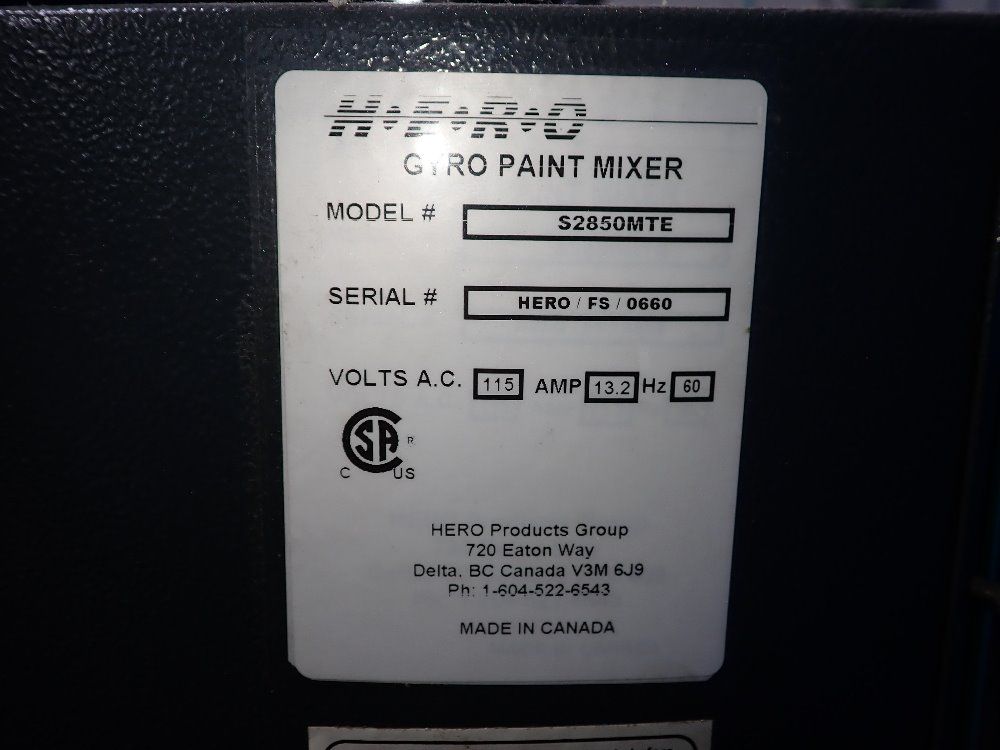 H•E•R•O
GYRO PAINT MIXER
MODEL # S2850MTE
SERIAL # HERO / FS / 0660
VOLTS A.C. 115 AMP 13.2 Hz 60
CSA R
C US
HERO Products Group
720 Eaton Way
Delta, BC Canada V3M 6J9
Ph: 1-604-522-6543
MADE IN CANADA